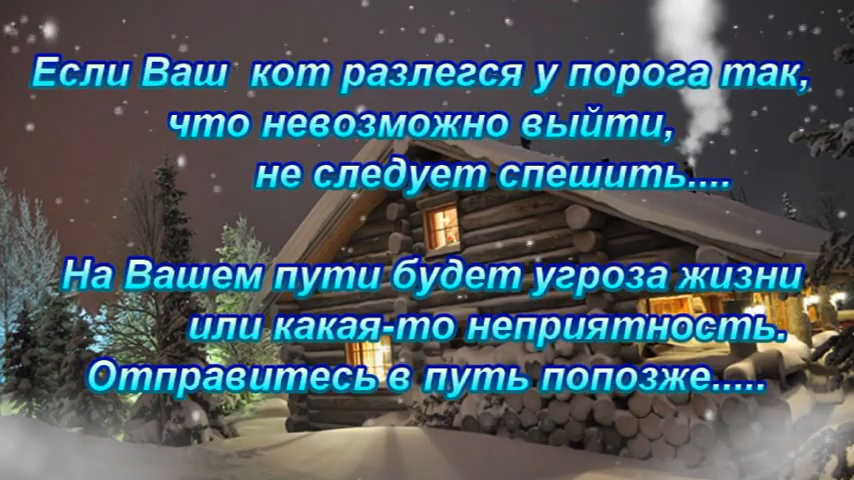 Если Ваш кот разлегся у порога так,
что невозможно выйти,
не следует спешить....
На Вашем пути будет угроза жизни
или какая-то неприятность.
Отправитесь в путь попозже.....